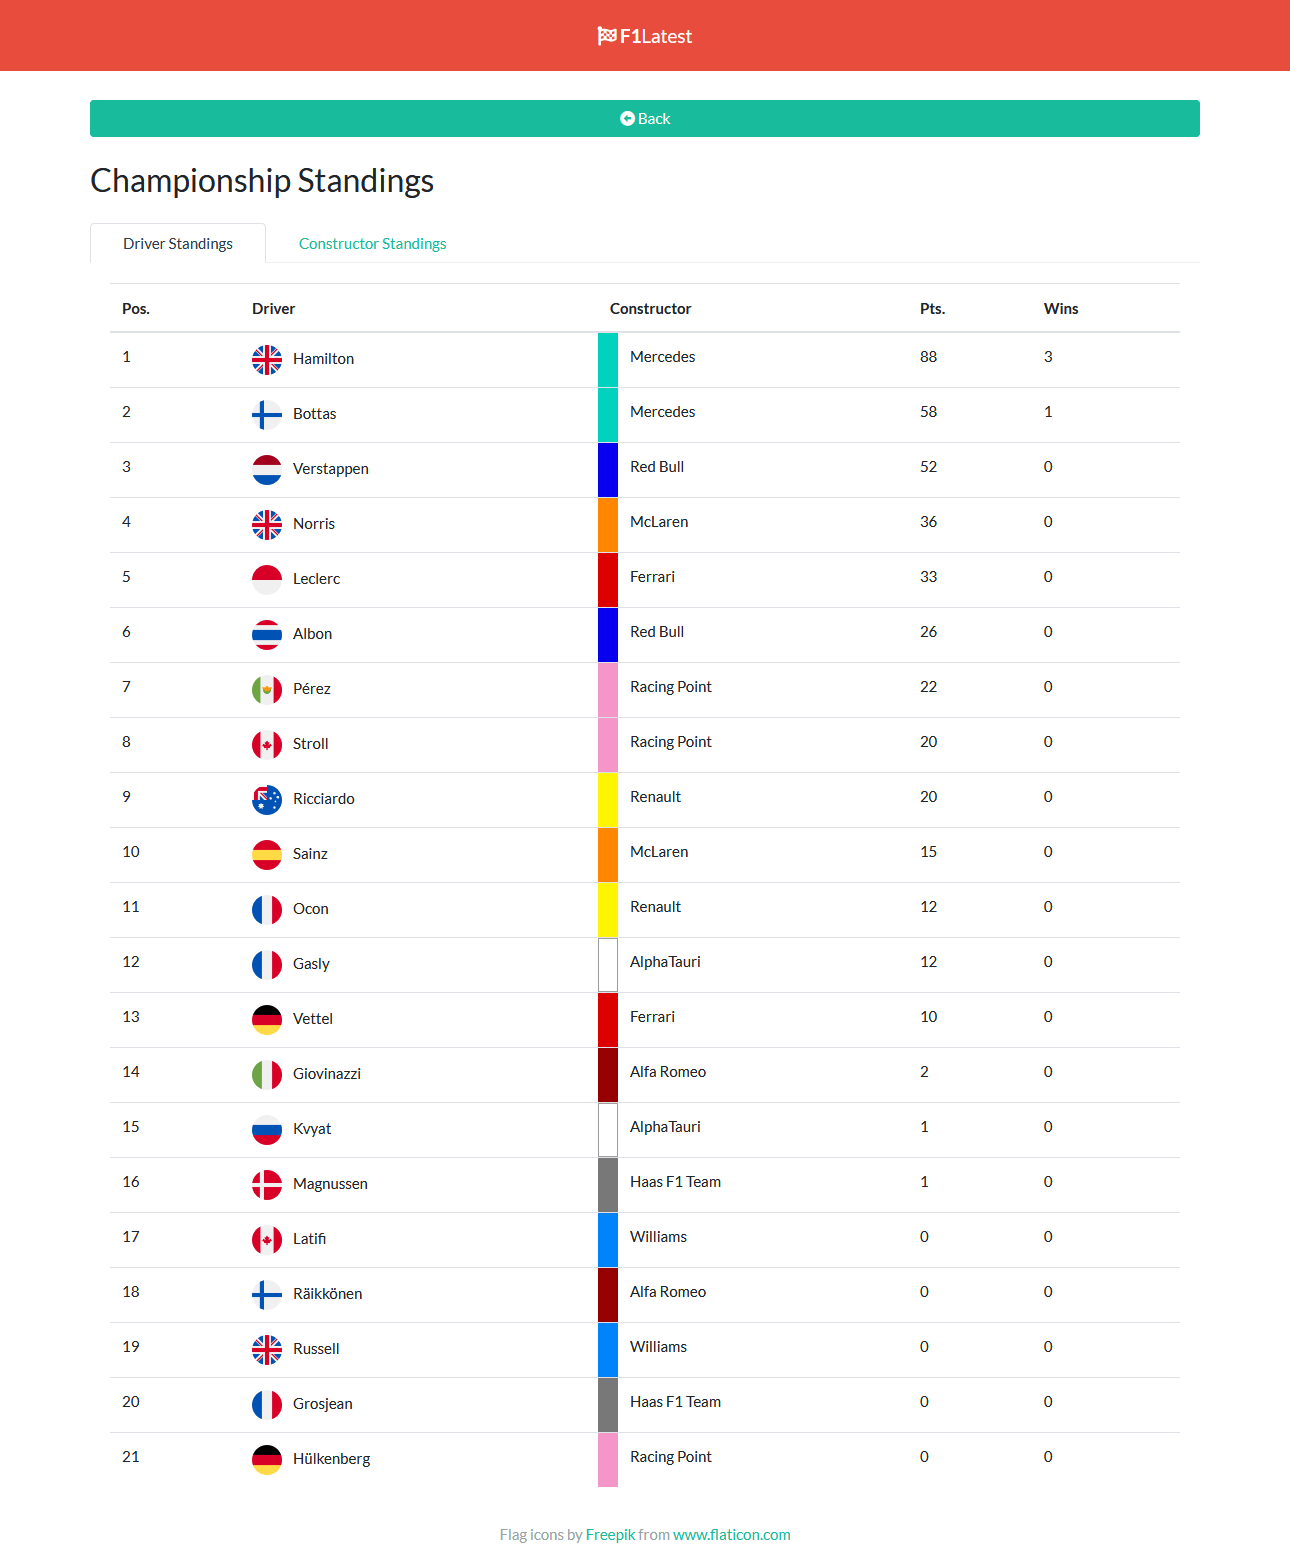 F1Latest
Back
Championship Standings
Driver Standings Constructor Standings
Pos. Driver Constructor Pts. Wins
1 Hamilton Mercedes 88 3
2 Bottas Mercedes 58 1
3 Verstappen Red Bull 52 0
4 Norris McLaren 36 0
5 Leclerc Ferrari 33 0
6 Albon Red Bull 26 0
7 Pérez Racing Point 22 0
8 Stroll Racing Point 20 0
9 Ricciardo Renault 20 0
10 Sainz McLaren 15 0
11 Ocon Renault 12 0
12 Gasly AlphaTauri 12 0
13 Vettel Ferrari 10 0
14 Giovinazzi Alfa Romeo 2 0
15 Kvyat AlphaTauri 1 0
16 Magnussen Haas F1 Team 1 0
17 Latifi Williams 0 0
18 Räikkönen Alfa Romeo 0 0
19 Russell Williams 0 0
20 Grosjean Haas F1 Team 0 0
21 Hülkenberg Racing Point 0 0
Flag icons by Freepik from www.flaticon.com